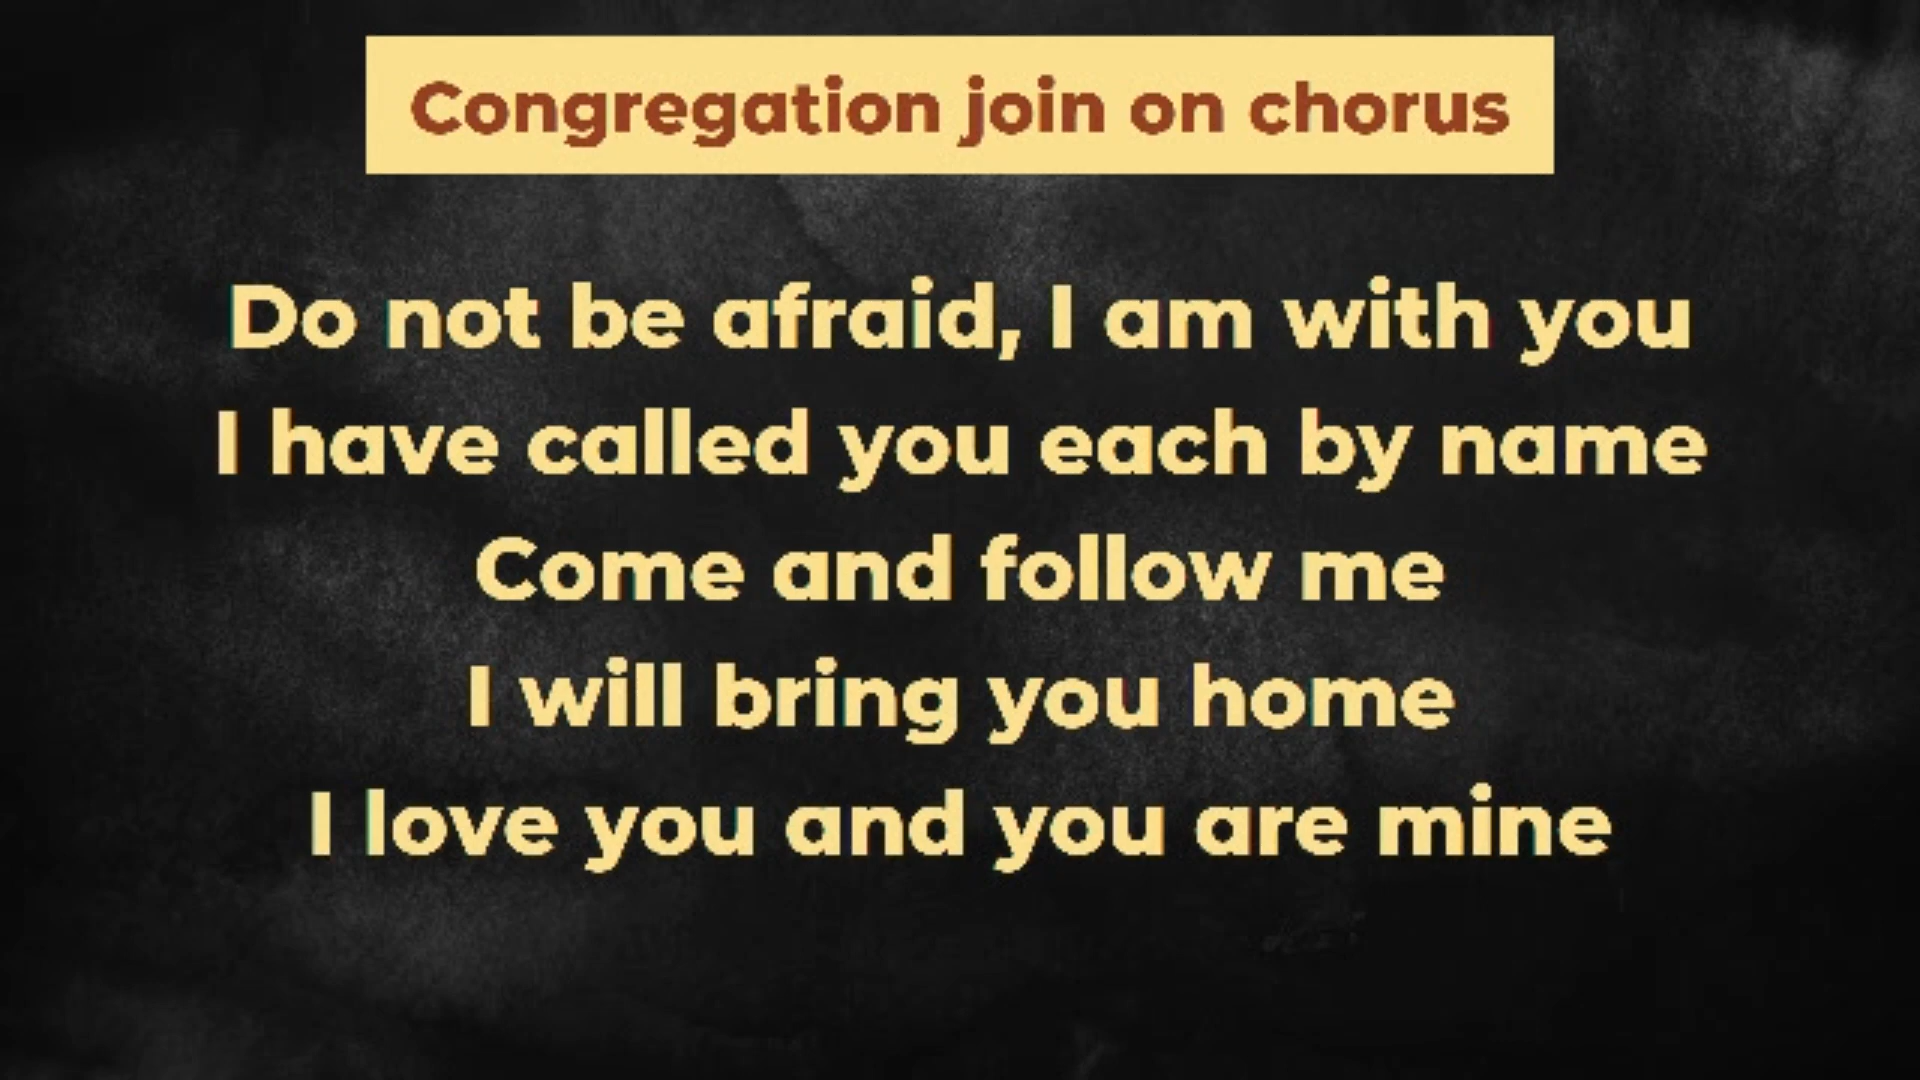 Congregation join on chorus
Do not be afraid, I am with you
I have called you each by name
Come and follow me
I will bring you home
I love you and you are mine